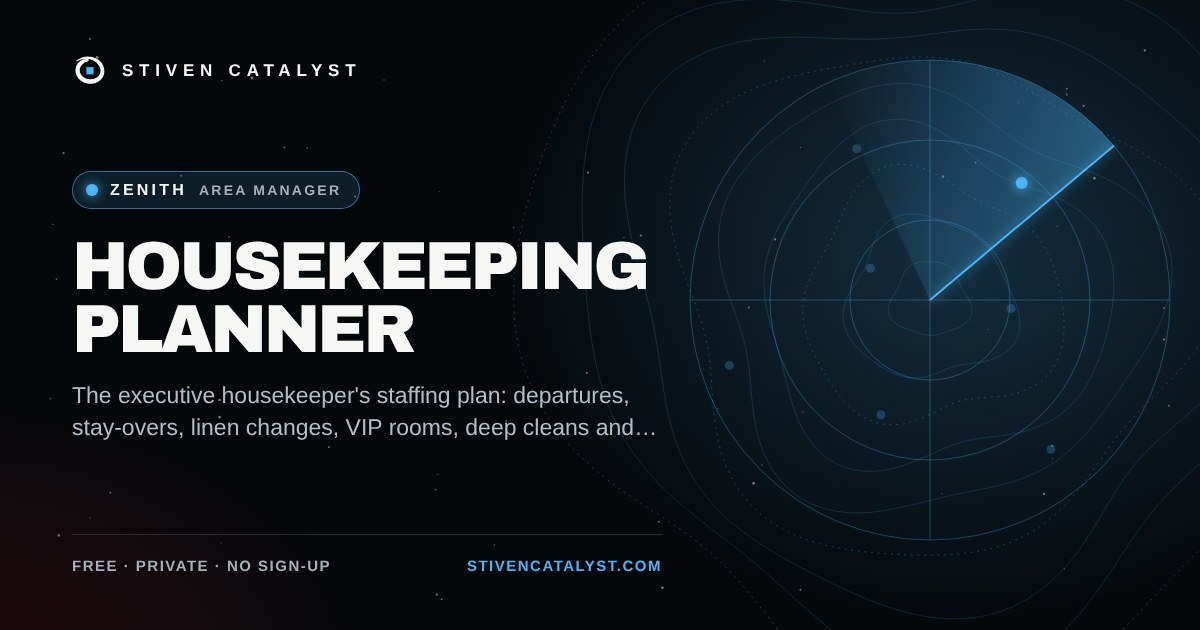 STIVEN CATALYST
ZENITH AREA MANAGER
HOUSEKEEPING
PLANNER
The executive housekeeper's staffing plan: departures,
stay-overs, linen changes, VIP rooms, deep cleans and…
FREE · PRIVATE · NO SIGN-UP
STIVENCATALYST.COM